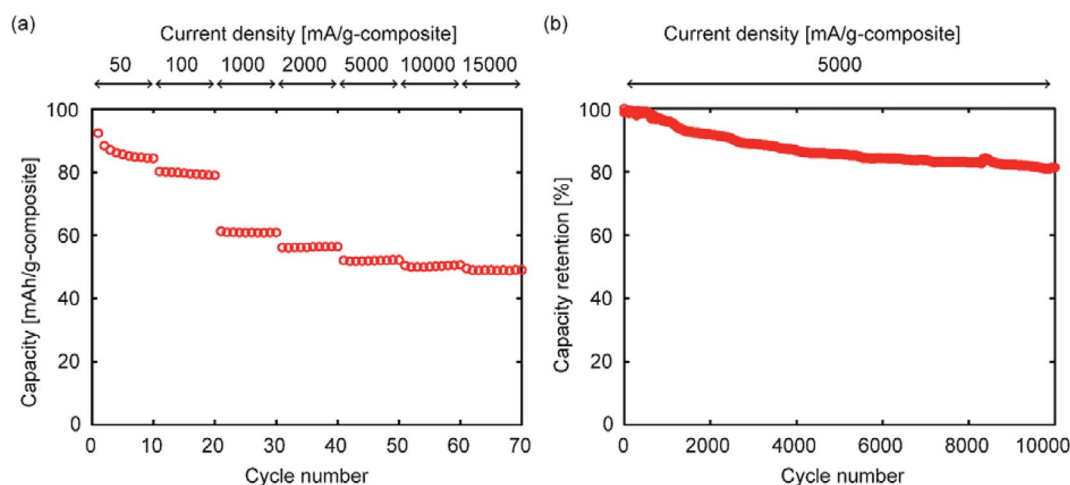 (a)
Current density [mA/g-composite]
50 100 1000 2000 5000 10000 15000
100
80
60
40
20
0
Capacity [mAh/g-composite]
0 10 20 30 40 50 60 70
Cycle number
(b)
Current density [mA/g-composite]
5000
100
80
60
40
20
0
Capacity retention [%]
0 2000 4000 6000 8000 10000
Cycle number